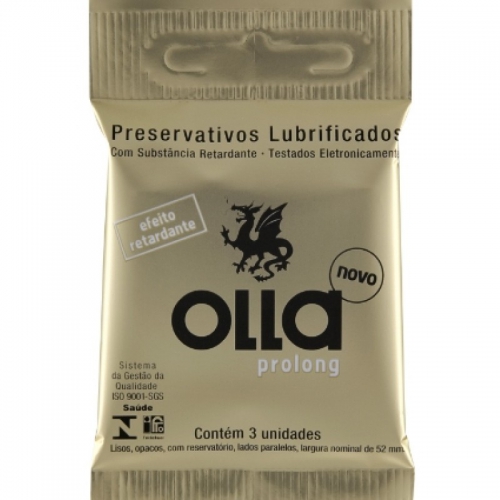 Preservativos Lubrificados
Com Substância Retardante - Testados Eletronicamente
efeito
retardante
novo
olla
prolong
Sistema
da Gestão da
Qualidade
ISO 9001-SGS
Saúde
N
Contém 3 unidades
Lisos, opacos, com reservatório, lados paralelos, largura nominal de 52 mm